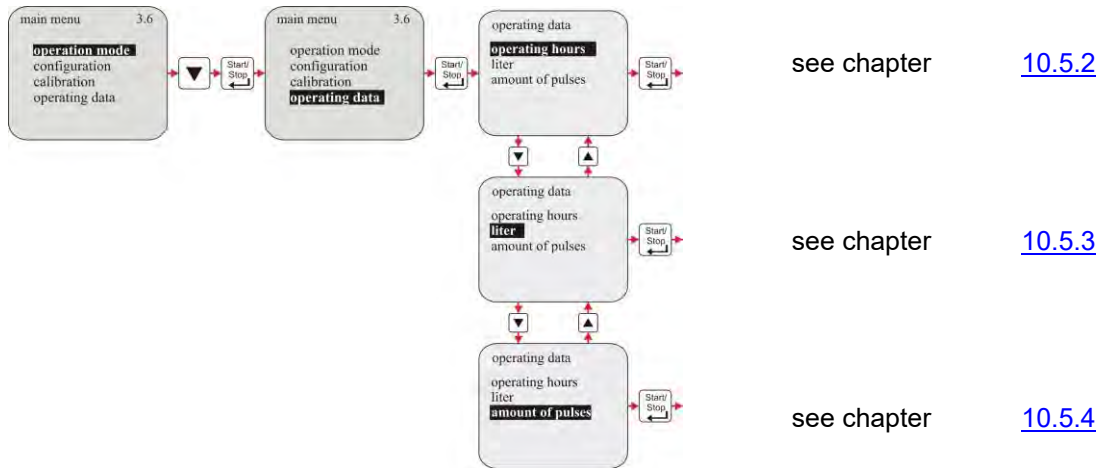 main menu 3.6
operation mode
configuration
calibration
operating data
Start/
Stop
main menu 3.6
operation mode
configuration
calibration
operating data
Start/
Stop
operating data
operating hours
liter
amount of pulses
Start/
Stop
see chapter 10.5.2
operating data
operating hours
liter
amount of pulses
Start/
Stop
see chapter 10.5.3
operating data
operating hours
liter
amount of pulses
Start/
Stop
see chapter 10.5.4